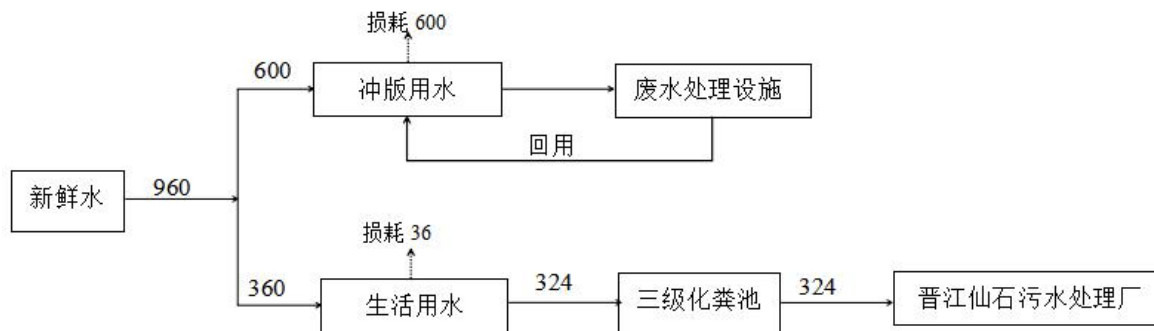 损耗 600
600
冲版用水
废水处理设施
回用
新鲜水
960
损耗 36
360
生活用水
324
三级化粪池
324
晋江仙石污水处理厂